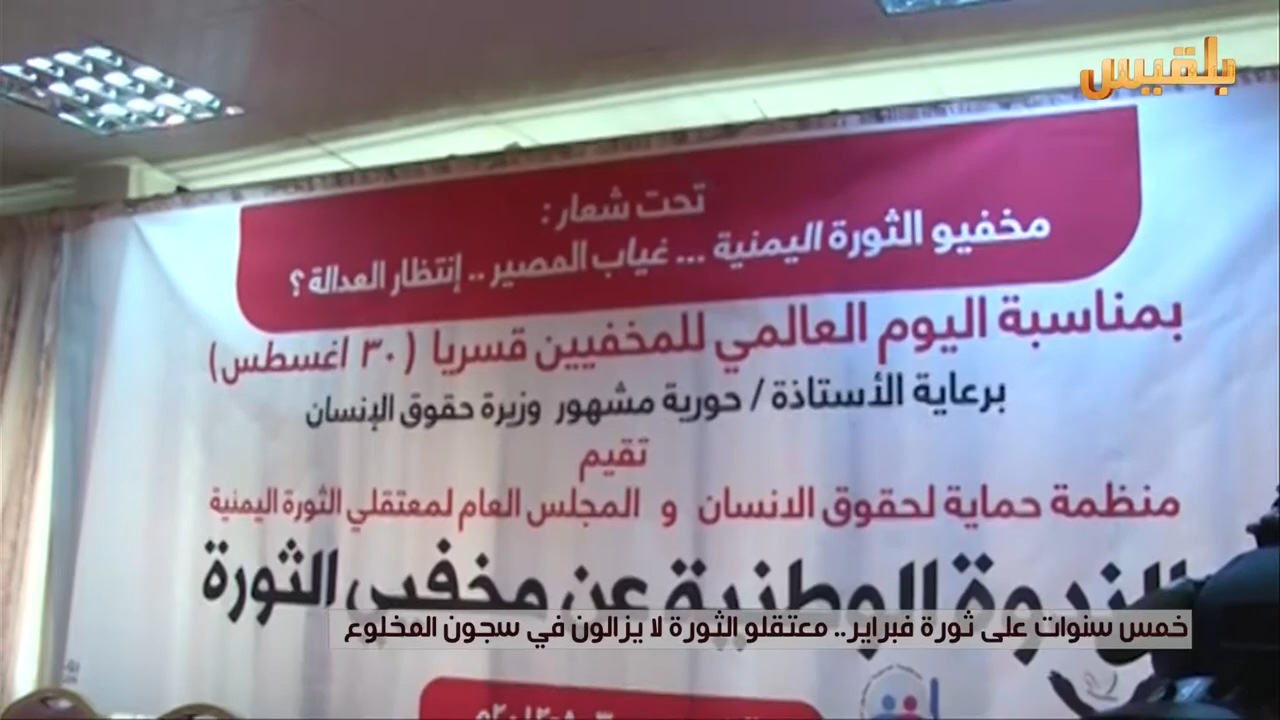 بلقيس
تحت شعار :
مخفيو الثورة اليمنية ... غياب المصير .. إنتظار العدالة ؟
بمناسبة اليوم العالمي للمخفيين قسريا ( ٣٠ اغسطس )
برعاية الأستاذة / حورية مشهور وزيرة حقوق الإنسان
تقيم
منظمة حماية لحقوق الانسان و المجلس العام لمعتقلي الثورة اليمنية
الندوة الوطنية عن مخفيي الثورة
خمس سنوات على ثورة فبراير.. معتقلو الثورة لا يزالون في سجون المخلوع